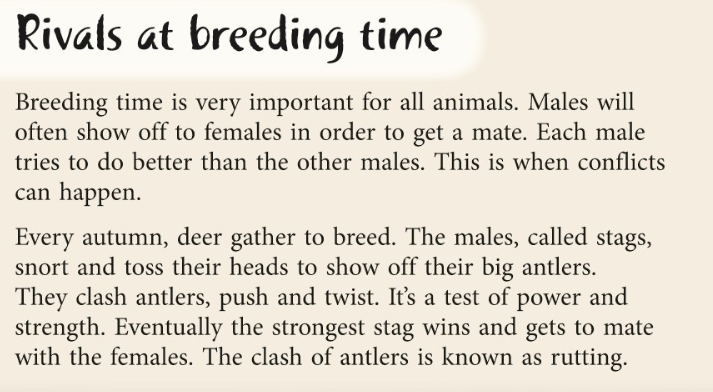 Rivals at breeding time
Breeding time is very important for all animals. Males will
often show off to females in order to get a mate. Each male
tries to do better than the other males. This is when conflicts
can happen.
Every autumn, deer gather to breed. The males, called stags,
snort and toss their heads to show off their big antlers.
They clash antlers, push and twist. It’s a test of power and
strength. Eventually the strongest stag wins and gets to mate
with the females. The clash of antlers is known as rutting.